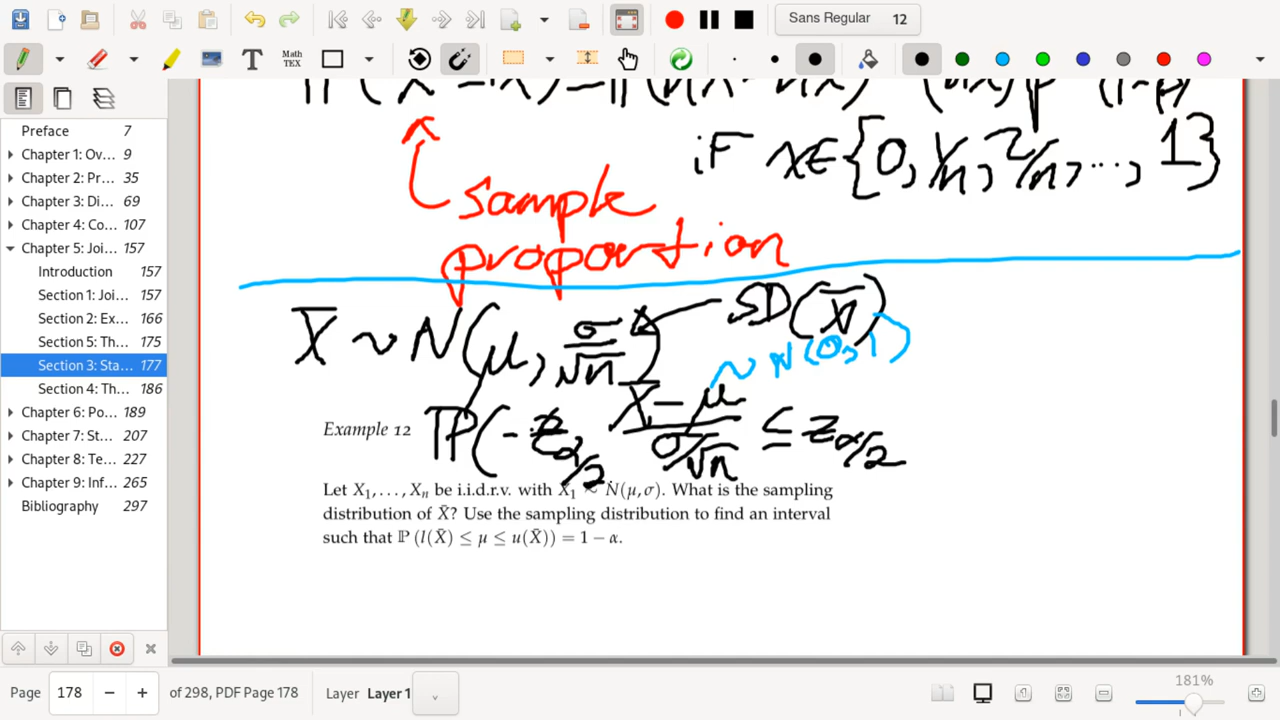 Sans Regular 12
Math
TEX
Preface 7
Chapter 1: Ov... 9
Chapter 2: Pr... 35
Chapter 3: Di... 69
Chapter 4: Co... 107
Chapter 5: Joi... 157
Introduction 157
Section 1: Joi... 157
Section 2: Ex... 166
Section 5: Th... 175
Section 3: Sta... 177
Section 4: Th... 186
Chapter 6: Po... 189
Chapter 7: St... 207
Chapter 8: Te... 227
Chapter 9: Inf... 265
Bibliography 297
if x∈{0, 1/n, 2/n, ..., 1}
sample
proportion
X̄ ~ N(μ, σ/√n) SD(X̄)
~ N(0,1)
Example 12
ℙ(-z_α/2 X̄-μ / σ/√n ≤ z_α/2
Let X₁, . . . , Xₙ be i.i.d.r.v. with X₁ ~ N(μ, σ). What is the sampling
distribution of X̄? Use the sampling distribution to find an interval
such that ℙ (l(X̄) ≤ μ ≤ u(X̄)) = 1 − α.
Page 178 − + of 298, PDF Page 178 Layer Layer 1 181%